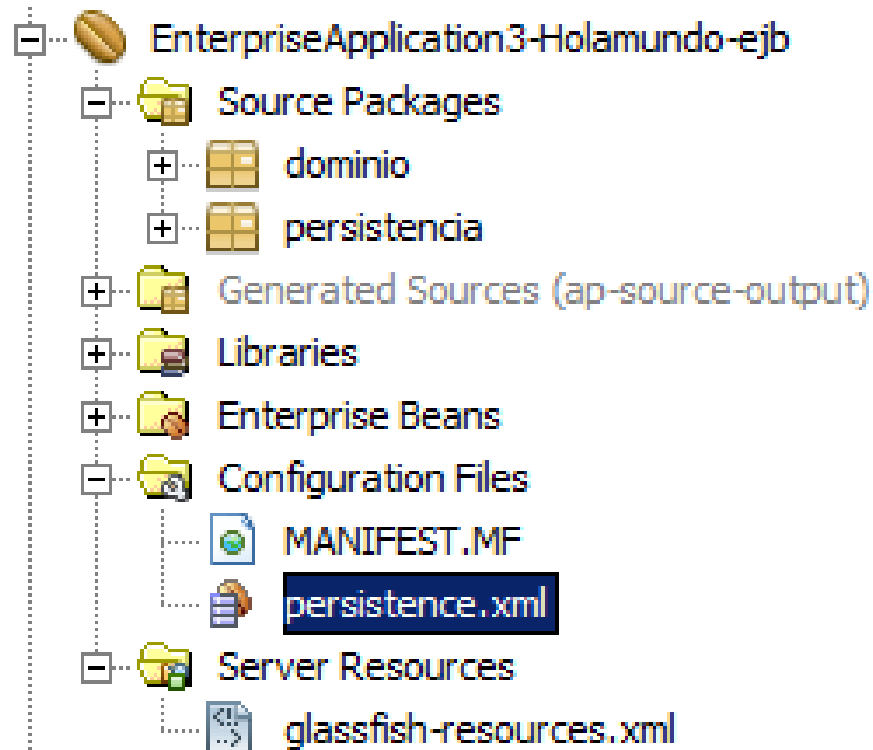 EnterpriseApplication3-Holamundo-ejb
Source Packages
dominio
persistencia
Generated Sources (ap-source-output)
Libraries
Enterprise Beans
Configuration Files
MANIFEST.MF
persistence.xml
Server Resources
glassfish-resources.xml